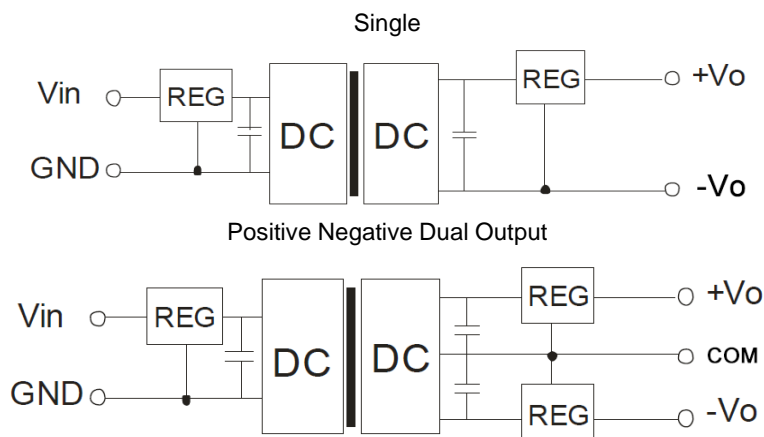 Single
Vin
REG
DC
DC
REG
+Vo
GND
-Vo
Positive Negative Dual Output
Vin
REG
DC
DC
REG
+Vo
COM
GND
REG
-Vo